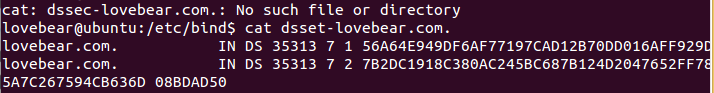 cat: dssec-lovebear.com.: No such file or directory
lovebear@ubuntu:/etc/bind$ cat dsset-lovebear.com.
lovebear.com. IN DS 35313 7 1 56A64E949DF6AF77197CAD12B70DD016AFF929D
lovebear.com. IN DS 35313 7 2 7B2DC1918C380AC245BC687B124D2047652FF78
5A7C267594CB636D 08BDAD50